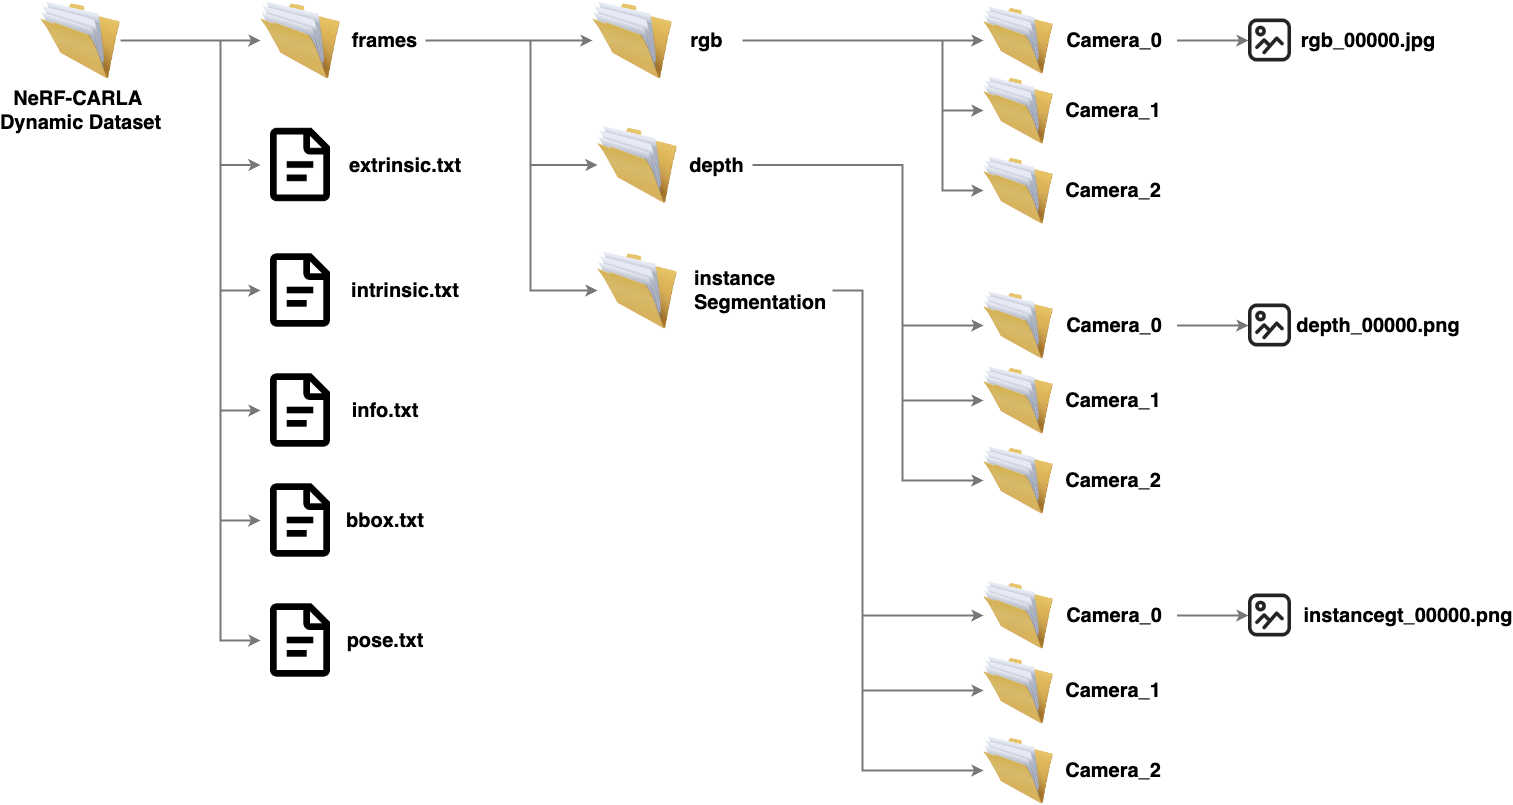 NeRF-CARLA
Dynamic Dataset
frames
extrinsic.txt
intrinsic.txt
info.txt
bbox.txt
pose.txt
rgb
depth
instance
Segmentation
Camera_0
Camera_1
Camera_2
Camera_0
Camera_1
Camera_2
Camera_0
Camera_1
Camera_2
rgb_00000.jpg
depth_00000.png
instancegt_00000.png